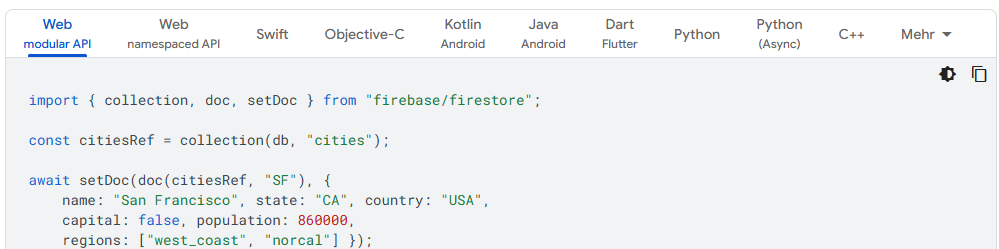 Web Web Swift Objective-C Kotlin Java Dart Python Python C++ Mehr
modular API namespaced API Android Android Flutter (Async)
import { collection, doc, setDoc } from "firebase/firestore";
const citiesRef = collection(db, "cities");
await setDoc(doc(citiesRef, "SF"), {
    name: "San Francisco", state: "CA", country: "USA",
    capital: false, population: 860000,
    regions: ["west_coast", "norcal"] });